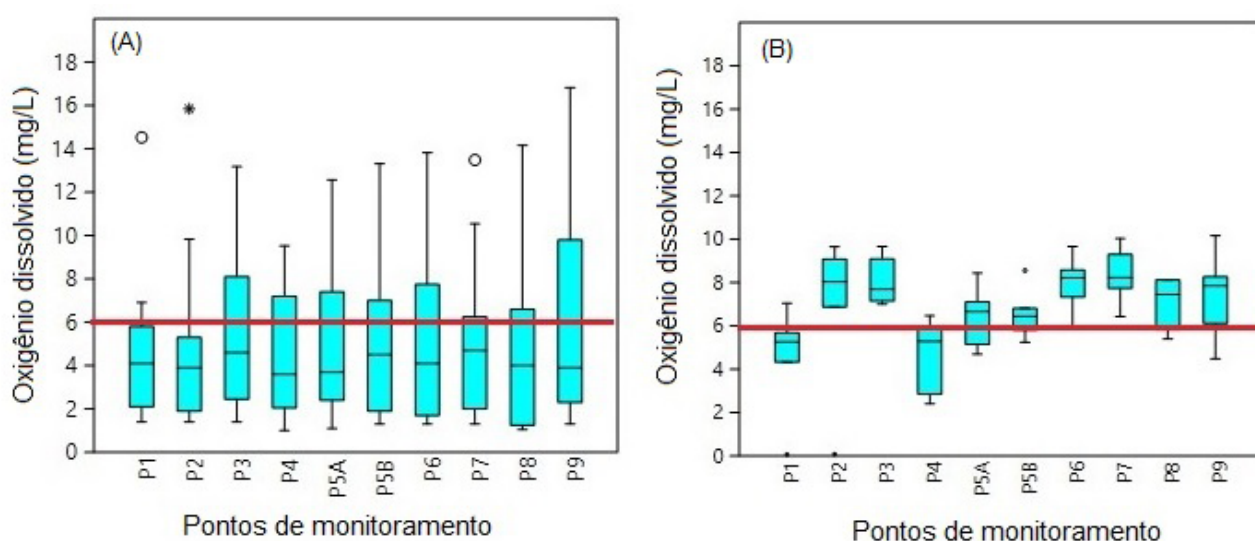 (A)
Oxigênio dissolvido (mg/L)
18
16
14
12
10
8
6
4
2
0
P1
P2
P3
P4
P5A
P5B
P6
P7
P8
P9
Pontos de monitoramento
(B)
Oxigênio dissolvido (mg/L)
18
16
14
12
10
8
6
4
2
0
P1
P2
P3
P4
P5A
P5B
P6
P7
P8
P9
Pontos de monitoramento